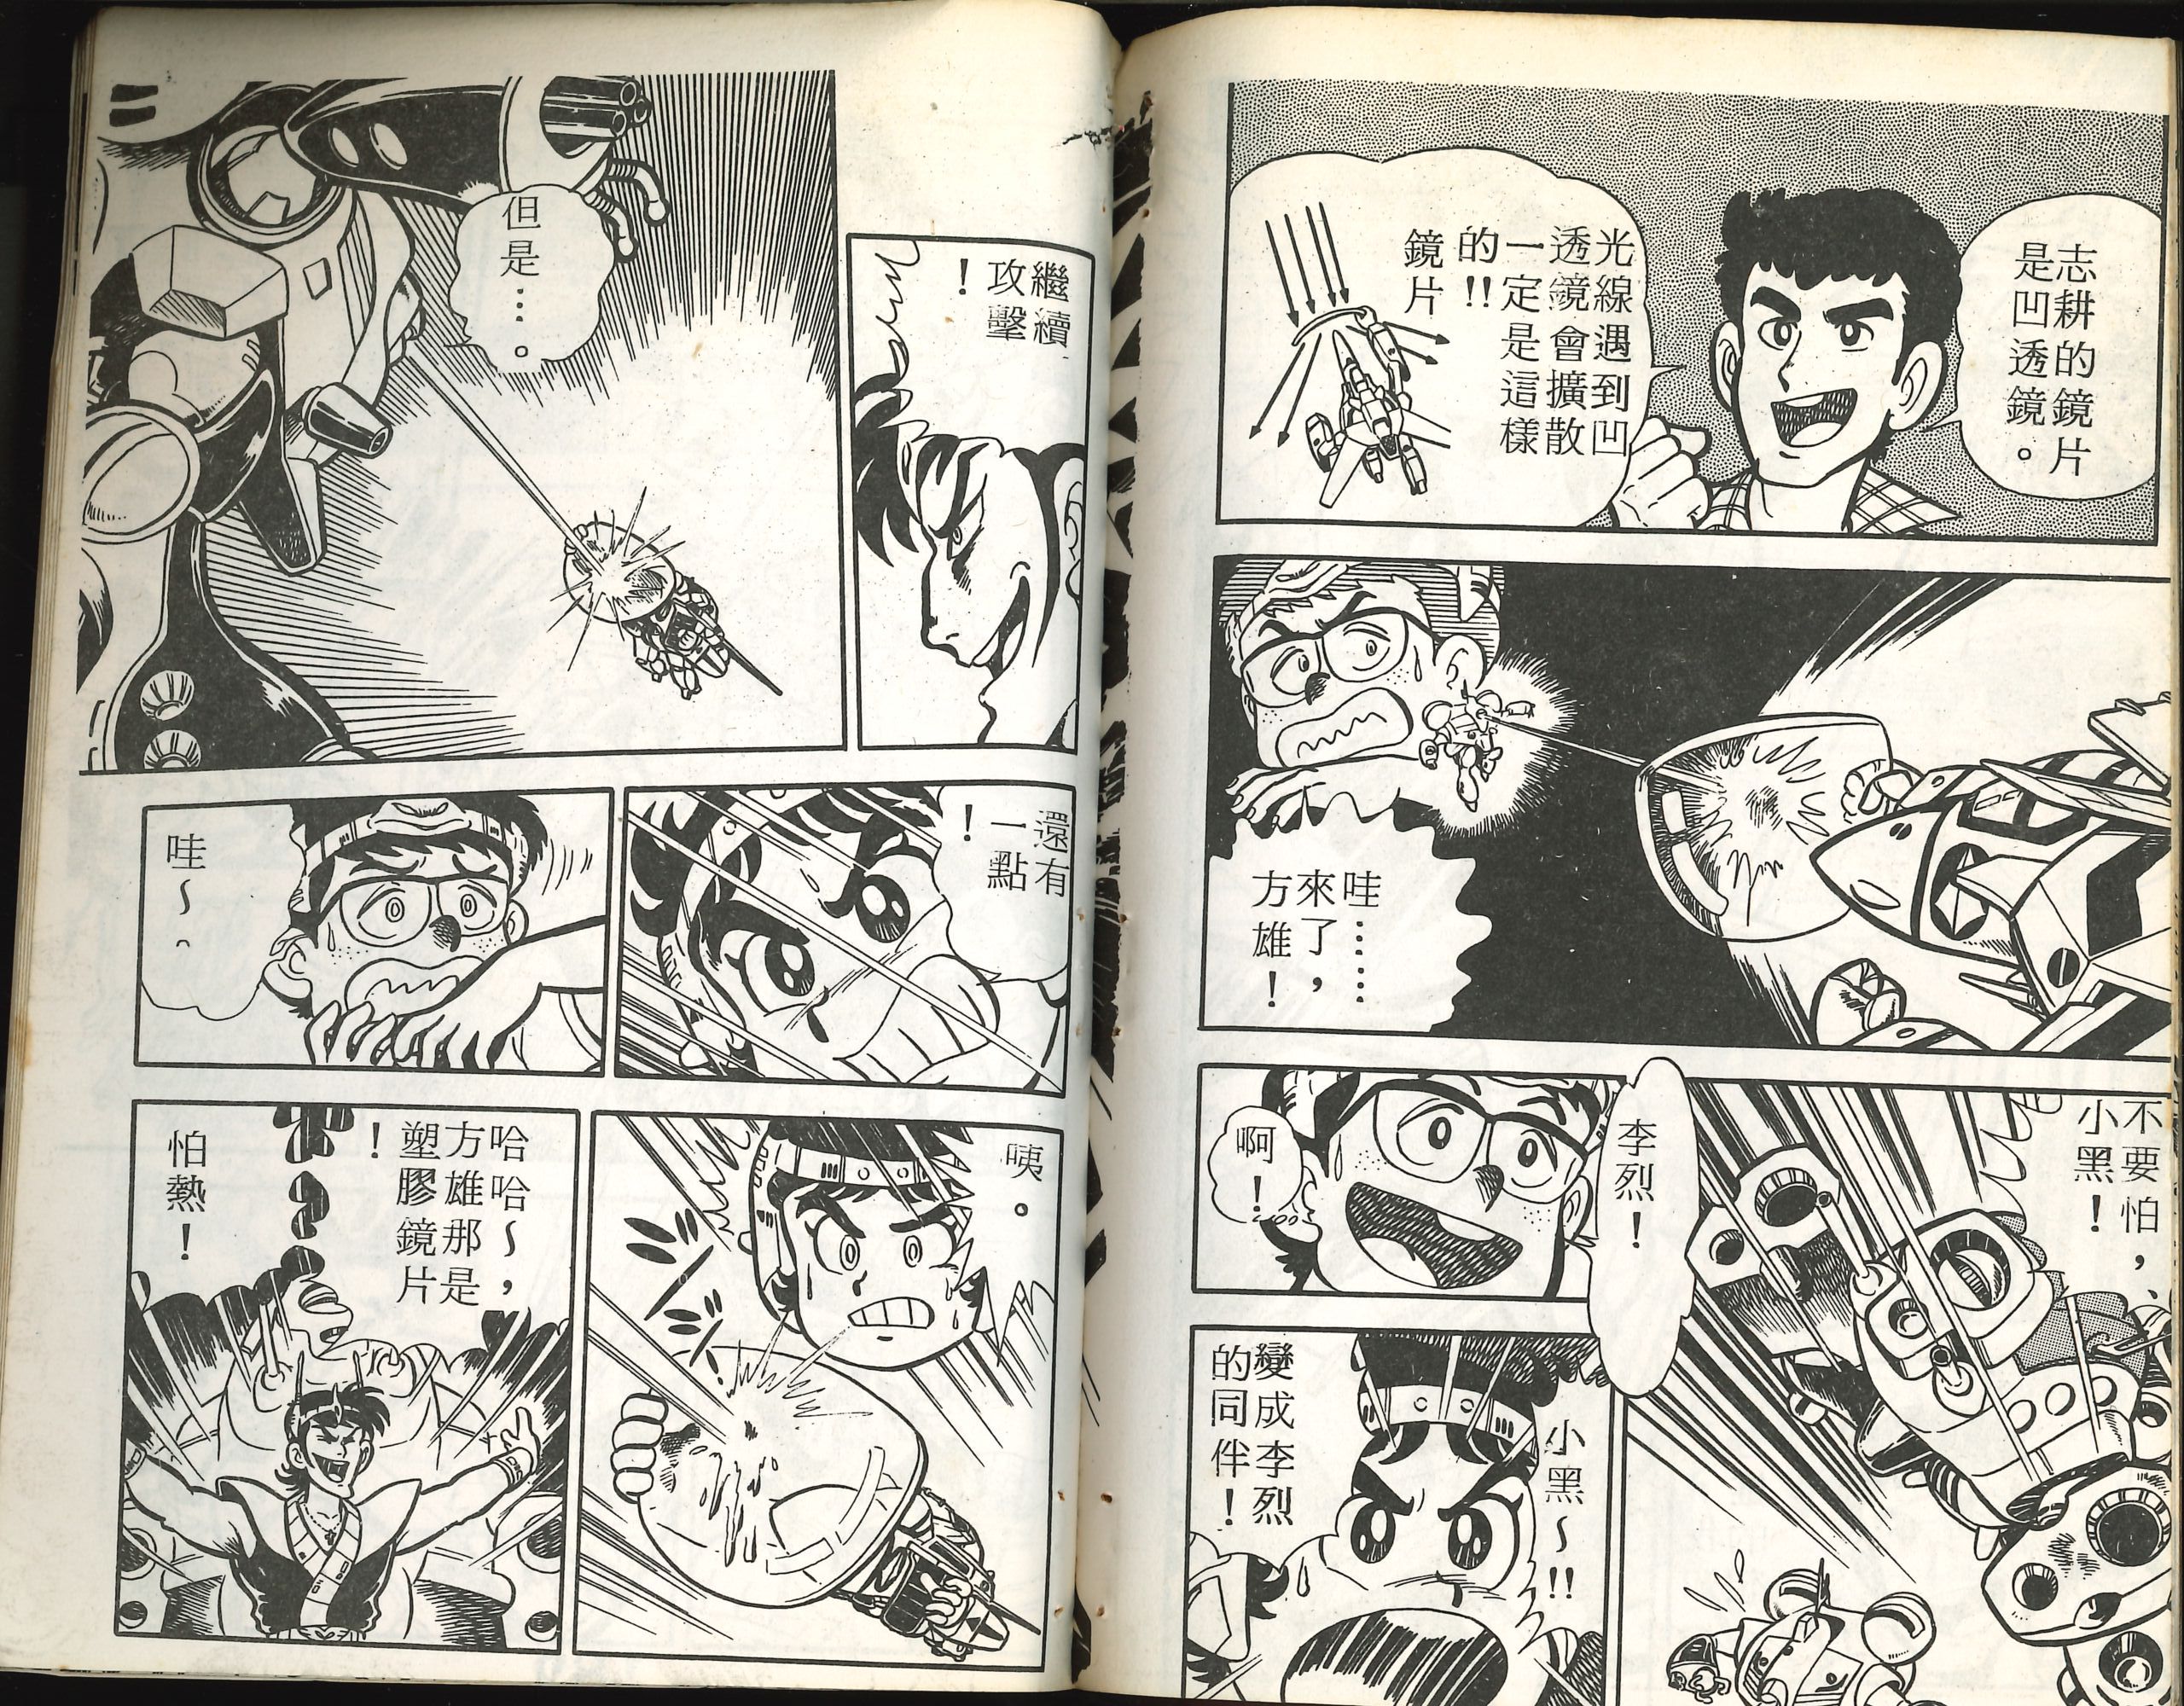 志耕的鏡片
是凹透鏡。
光線遇到凹
透鏡會擴散
一定是這樣
的!!
鏡片
哇……
來了,
方雄!
不要怕,
小黑!
李烈!
啊!
小黑~!!
變成李烈
的同伴!
繼續
攻擊
!
但是…。
還有
一點
!
哇~
咦。
哈哈~,
方雄那是
塑膠鏡片
!
怕熱!